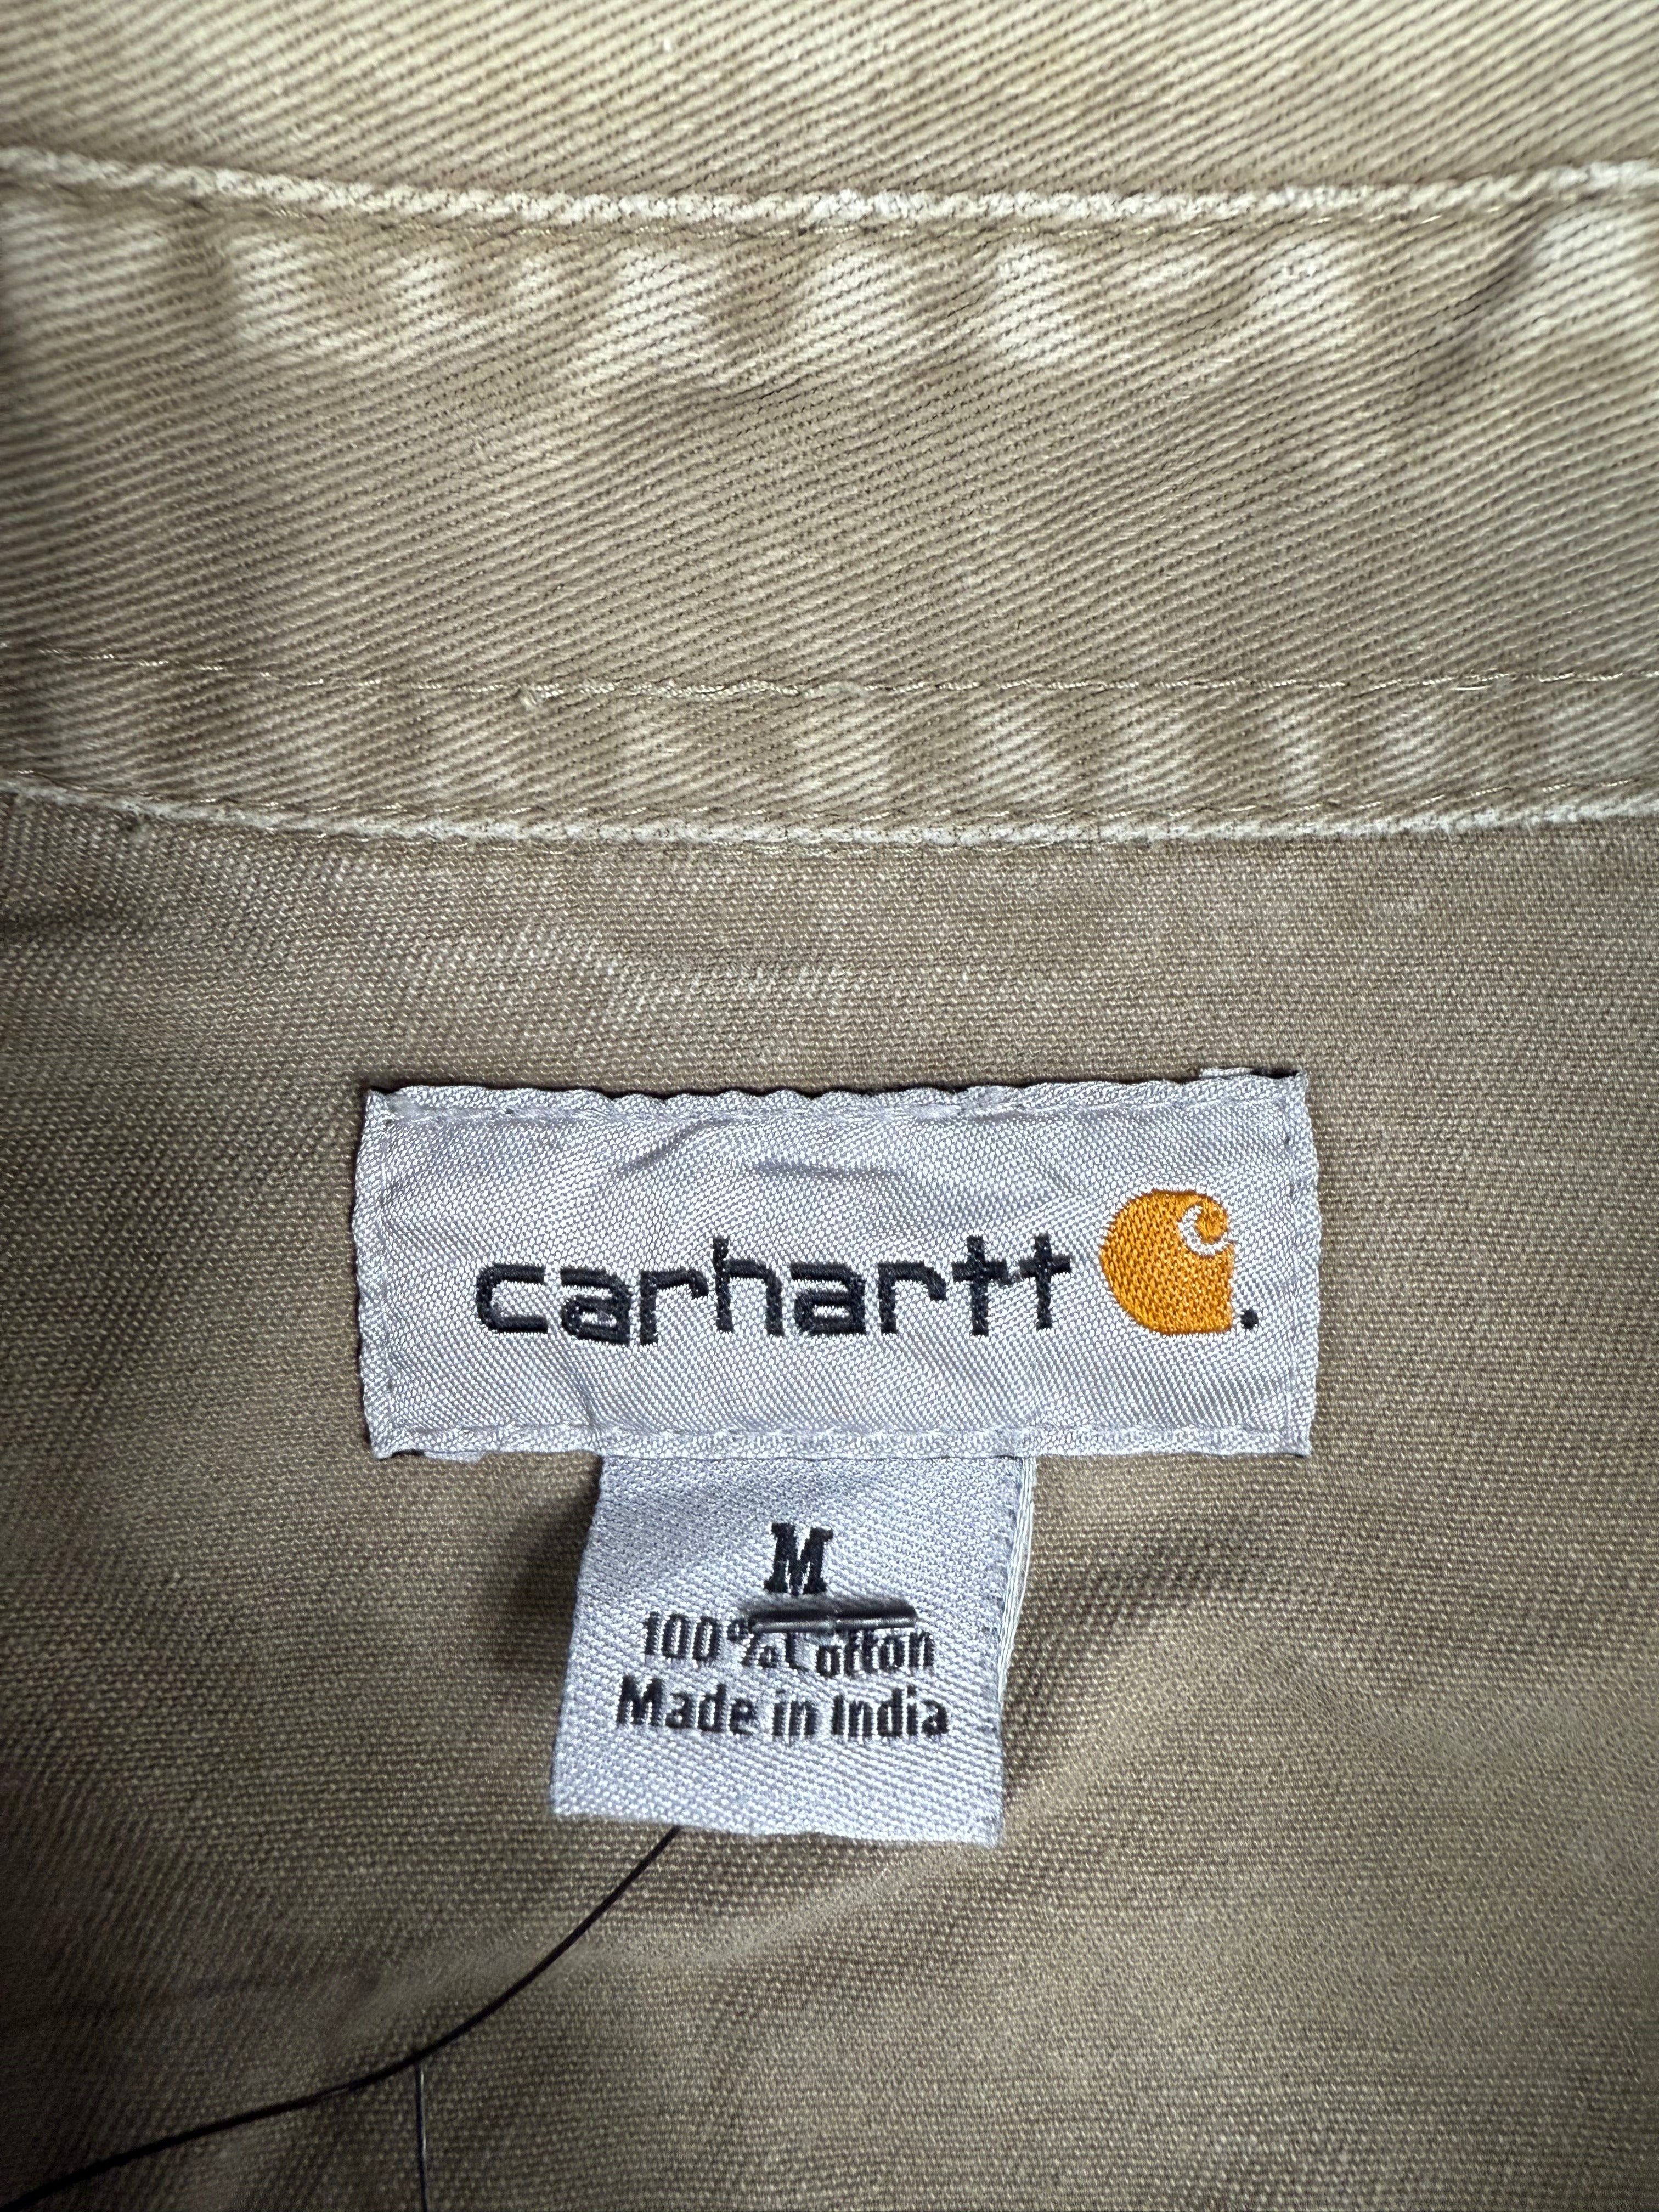 carhartt
M
100% Cotton
Made in India